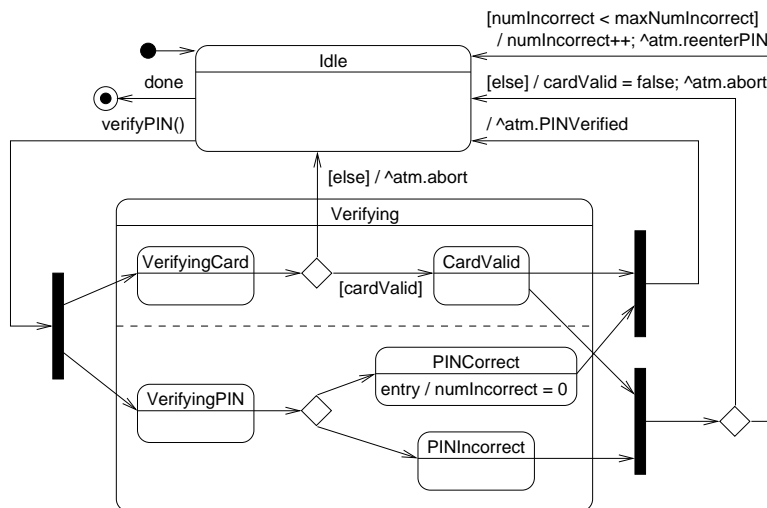 [numIncorrect < maxNumIncorrect]
/ numIncorrect++; ^atm.reenterPIN
Idle
done
[else] / cardValid = false; ^atm.abort
verifyPIN()
/ ^atm.PINVerified
[else] / ^atm.abort
Verifying
VerifyingCard
CardValid
[cardValid]
PINCorrect
entry / numIncorrect = 0
VerifyingPIN
PINIncorrect